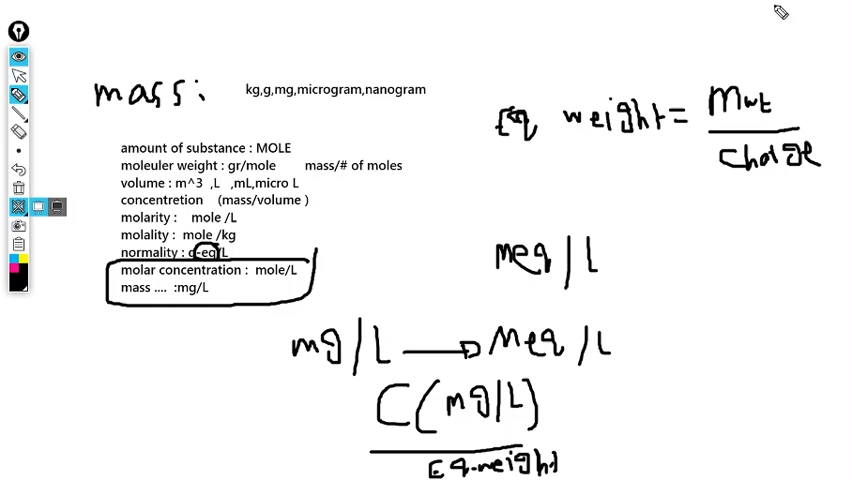 mass: kg,g,mg,microgram,nanogram
Eq weight = Mwt / charge
amount of substance : MOLE
moleuler weight : gr/mole mass/# of moles
volume : m^3 ,L ,mL,micro L
concentretion (mass/volume )
molarity : mole /L
molality : mole /kg
normality : g-eq/L
molar concentration : mole/L
mass .... :mg/L
meq/L
mg/L → Meq/L
C(mg/L)
Eq.weight